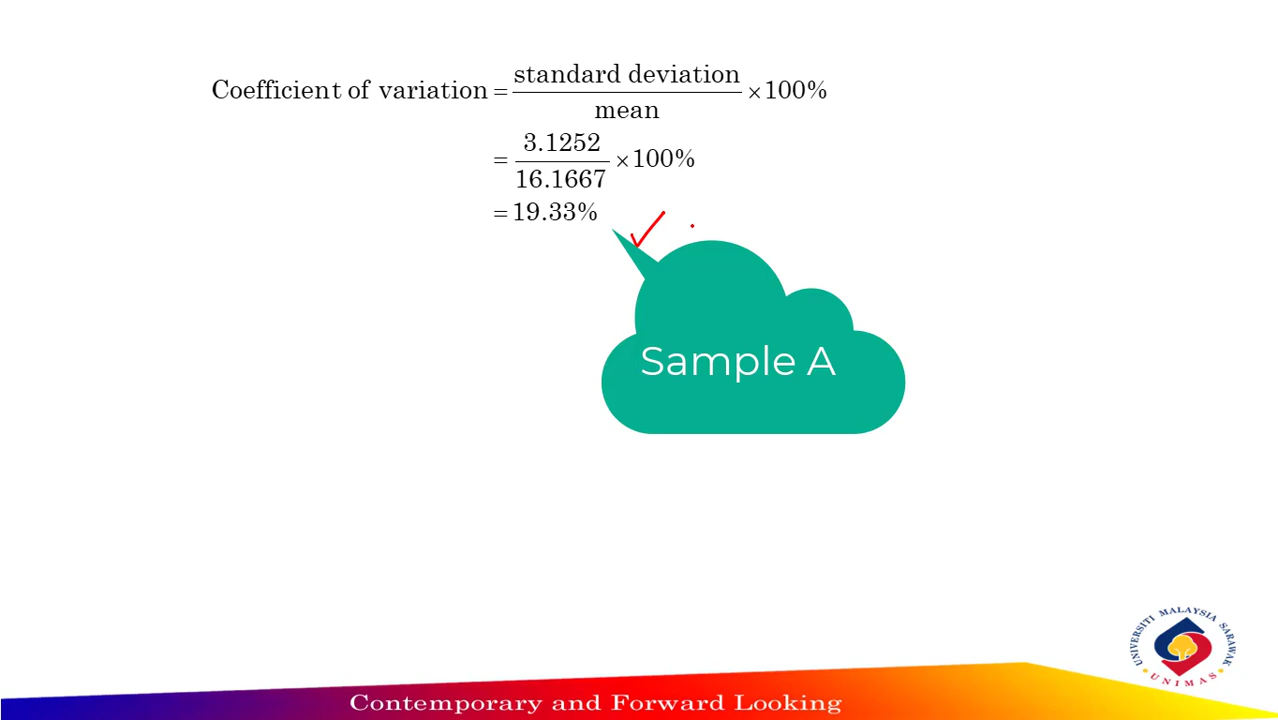 Coefficient of variation = standard deviation / mean × 100%
= 3.1252 / 16.1667 × 100%
= 19.33%
Sample A
UNIVERSITI MALAYSIA SARAWAK
UNIMAS
Contemporary and Forward Looking